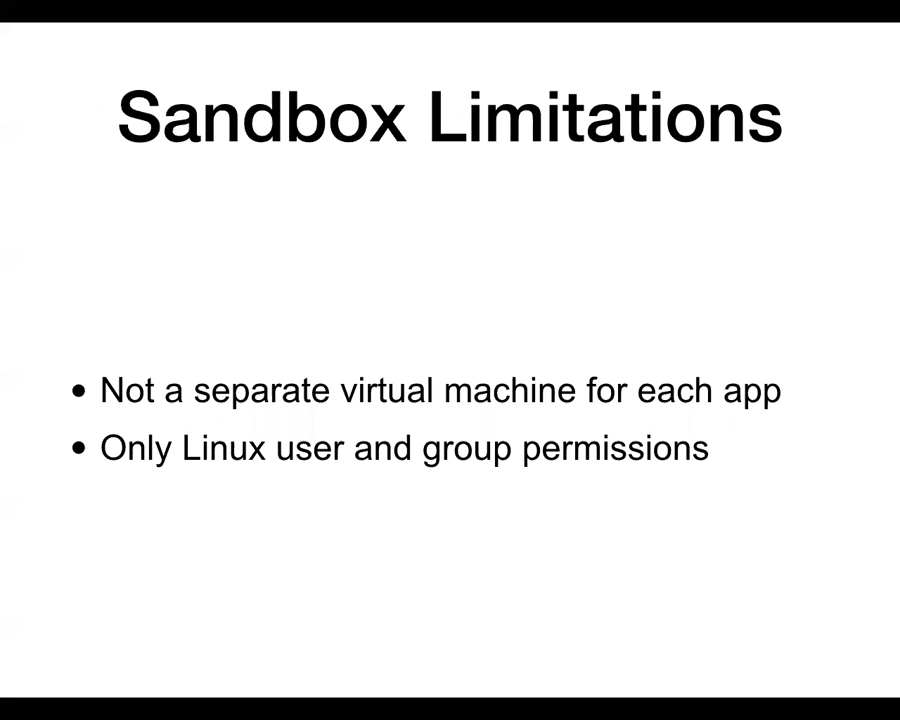 Sandbox Limitations
• Not a separate virtual machine for each app
• Only Linux user and group permissions